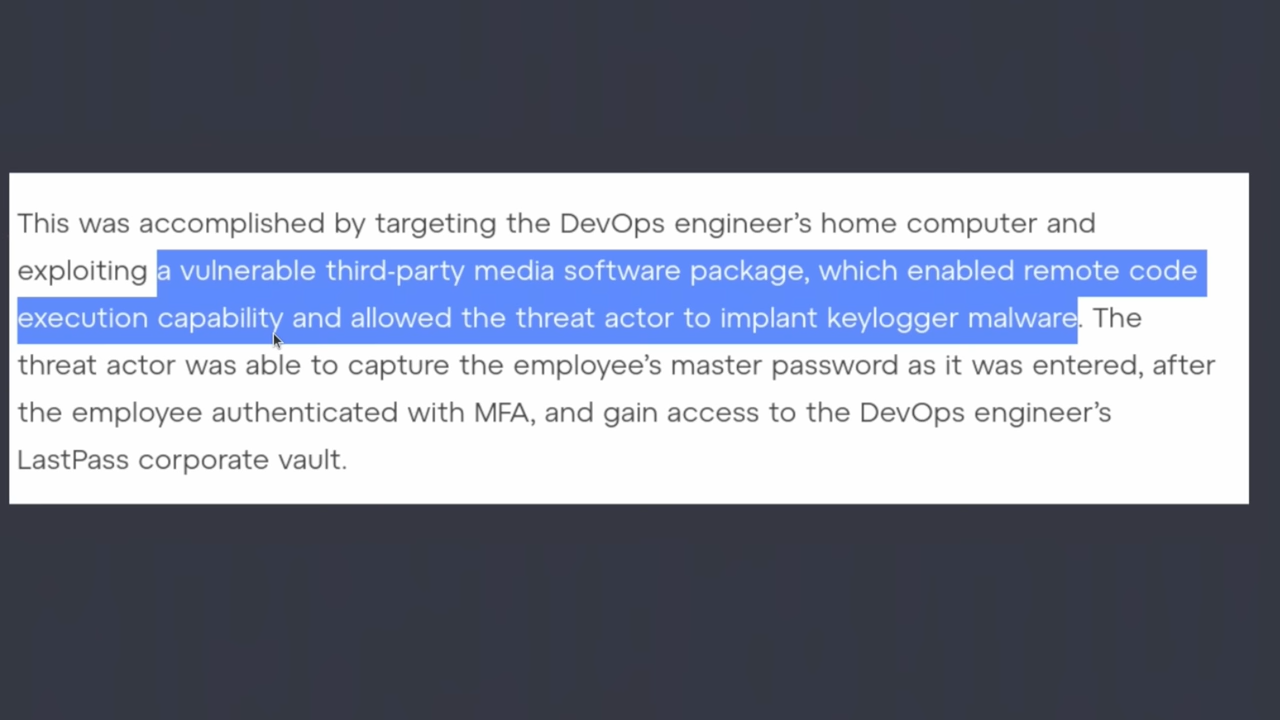 This was accomplished by targeting the DevOps engineer’s home computer and
exploiting a vulnerable third-party media software package, which enabled remote code
execution capability and allowed the threat actor to implant keylogger malware. The
threat actor was able to capture the employee’s master password as it was entered, after
the employee authenticated with MFA, and gain access to the DevOps engineer’s
LastPass corporate vault.